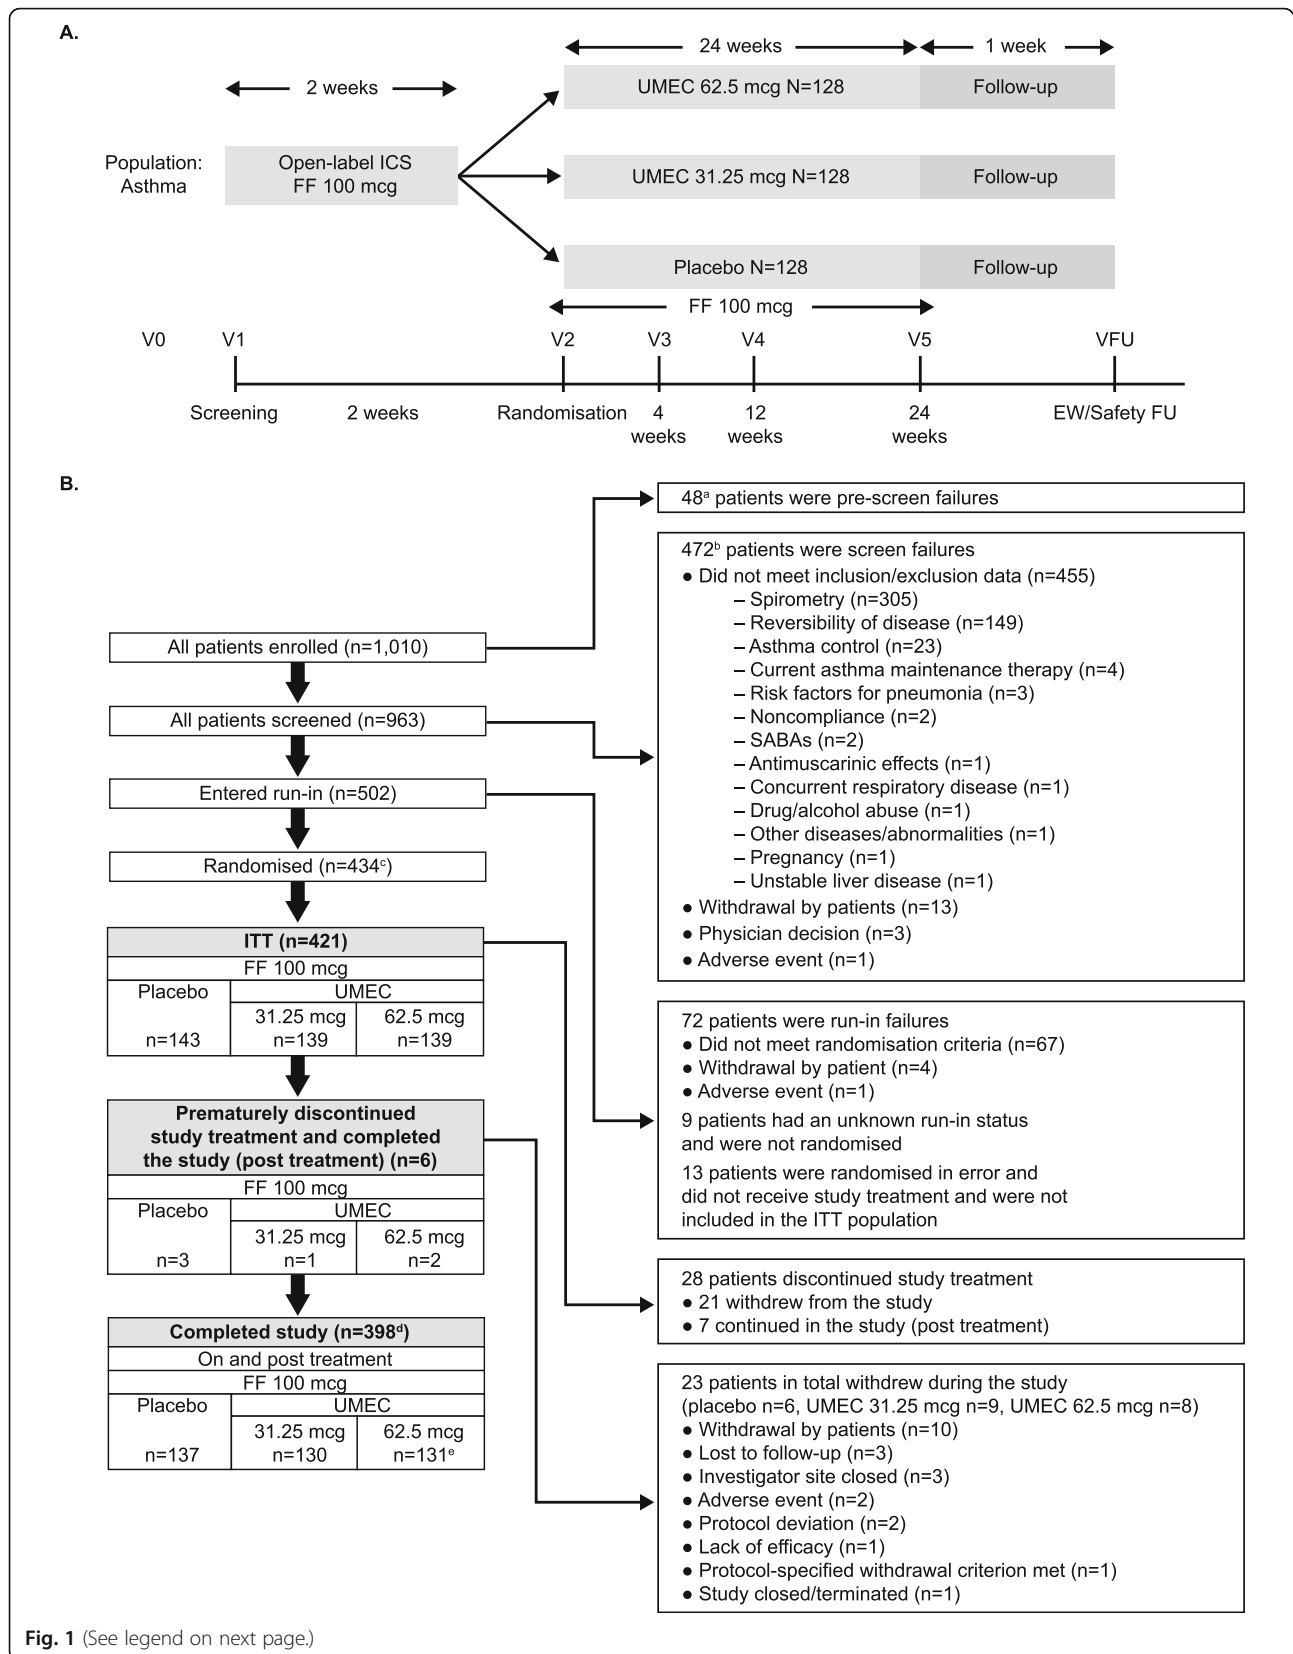 A.
24 weeks
1 week
2 weeks
UMEC 62.5 mcg N=128
Follow-up
Population:
Asthma
Open-label ICS
FF 100 mcg
UMEC 31.25 mcg N=128
Follow-up
Placebo N=128
Follow-up
FF 100 mcg
V0 V1 V2 V3 V4 V5 VFU
Screening 2 weeks Randomisation 4 weeks 12 weeks 24 weeks EW/Safety FU
B.
48ᵃ patients were pre-screen failures
472ᵇ patients were screen failures
● Did not meet inclusion/exclusion data (n=455)
– Spirometry (n=305)
– Reversibility of disease (n=149)
– Asthma control (n=23)
– Current asthma maintenance therapy (n=4)
– Risk factors for pneumonia (n=3)
– Noncompliance (n=2)
– SABAs (n=2)
– Antimuscarinic effects (n=1)
– Concurrent respiratory disease (n=1)
– Drug/alcohol abuse (n=1)
– Other diseases/abnormalities (n=1)
– Pregnancy (n=1)
– Unstable liver disease (n=1)
● Withdrawal by patients (n=13)
● Physician decision (n=3)
● Adverse event (n=1)
All patients enrolled (n=1,010)
All patients screened (n=963)
Entered run-in (n=502)
Randomised (n=434ᶜ)
ITT (n=421)
FF 100 mcg
Placebo UMEC
31.25 mcg 62.5 mcg
n=143 n=139 n=139
72 patients were run-in failures
● Did not meet randomisation criteria (n=67)
● Withdrawal by patient (n=4)
● Adverse event (n=1)
9 patients had an unknown run-in status
and were not randomised
13 patients were randomised in error and
did not receive study treatment and were not
included in the ITT population
Prematurely discontinued
study treatment and completed
the study (post treatment) (n=6)
FF 100 mcg
Placebo UMEC
31.25 mcg 62.5 mcg
n=3 n=1 n=2
28 patients discontinued study treatment
● 21 withdrew from the study
● 7 continued in the study (post treatment)
Completed study (n=398ᵈ)
On and post treatment
FF 100 mcg
Placebo UMEC
31.25 mcg 62.5 mcg
n=137 n=130 n=131ᵉ
23 patients in total withdrew during the study
(placebo n=6, UMEC 31.25 mcg n=9, UMEC 62.5 mcg n=8)
● Withdrawal by patients (n=10)
● Lost to follow-up (n=3)
● Investigator site closed (n=3)
● Adverse event (n=2)
● Protocol deviation (n=2)
● Lack of efficacy (n=1)
● Protocol-specified withdrawal criterion met (n=1)
● Study closed/terminated (n=1)
Fig. 1 (See legend on next page.)